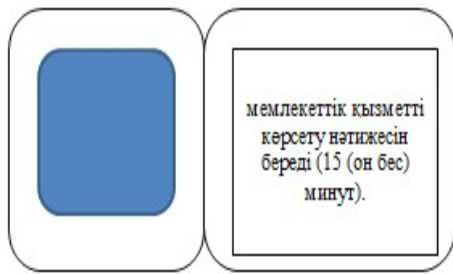 мемлекеттік қызметті
көрсету нәтижесін
береді (15 (он бес)
минут).